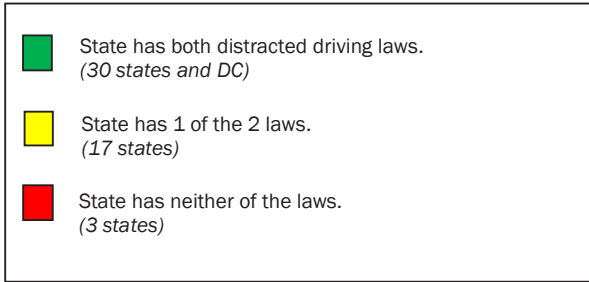 State has both distracted driving laws.
(30 states and DC)
State has 1 of the 2 laws.
(17 states)
State has neither of the laws.
(3 states)